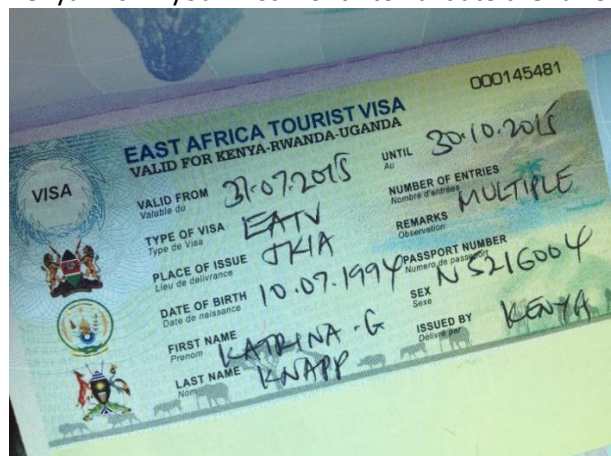 000145481
EAST AFRICA TOURIST VISA
VALID FOR KENYA-RWANDA-UGANDA
VISA
VALID FROM 31.07.2015 UNTIL 30.10.2015
Valable du Au
TYPE OF VISA EATV NUMBER OF ENTRIES MULTIPLE
Type de Visa Nombre d'entrées
PLACE OF ISSUE JKIA REMARKS
Lieu de delivrance Observation
DATE OF BIRTH 10.07.1994 PASSPORT NUMBER N5216004
Date de naissance Numero de passeport
FIRST NAME KATRINA-G SEX
Prenom Sexe
LAST NAME KNAPP ISSUED BY KENYA
Nom Délivré par